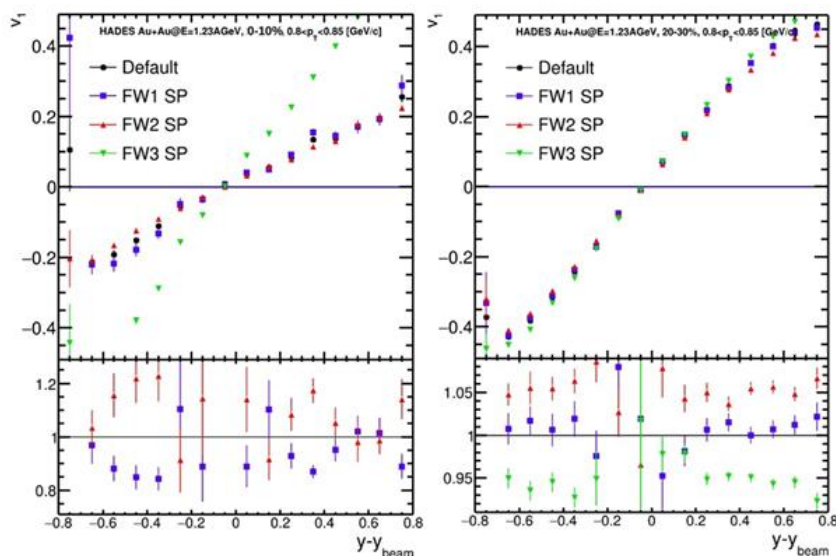 v₁
HADES Au+Au@E=1.23AGeV, 0-10%, 0.8<p_T<0.85 [GeV/c]
0.4
0.2
0
−0.2
−0.4
Default
FW1 SP
FW2 SP
FW3 SP
1.2
1
0.8
−0.8 −0.6 −0.4 −0.2 0 0.2 0.4 0.6 0.8
y-y_beam
v₁
HADES Au+Au@E=1.23AGeV, 20-30%, 0.8<p_T<0.85 [GeV/c]
0.4
0.2
0
−0.2
−0.4
Default
FW1 SP
FW2 SP
FW3 SP
1.05
1
0.95
−0.8 −0.6 −0.4 −0.2 0 0.2 0.4 0.6 0.8
y-y_beam